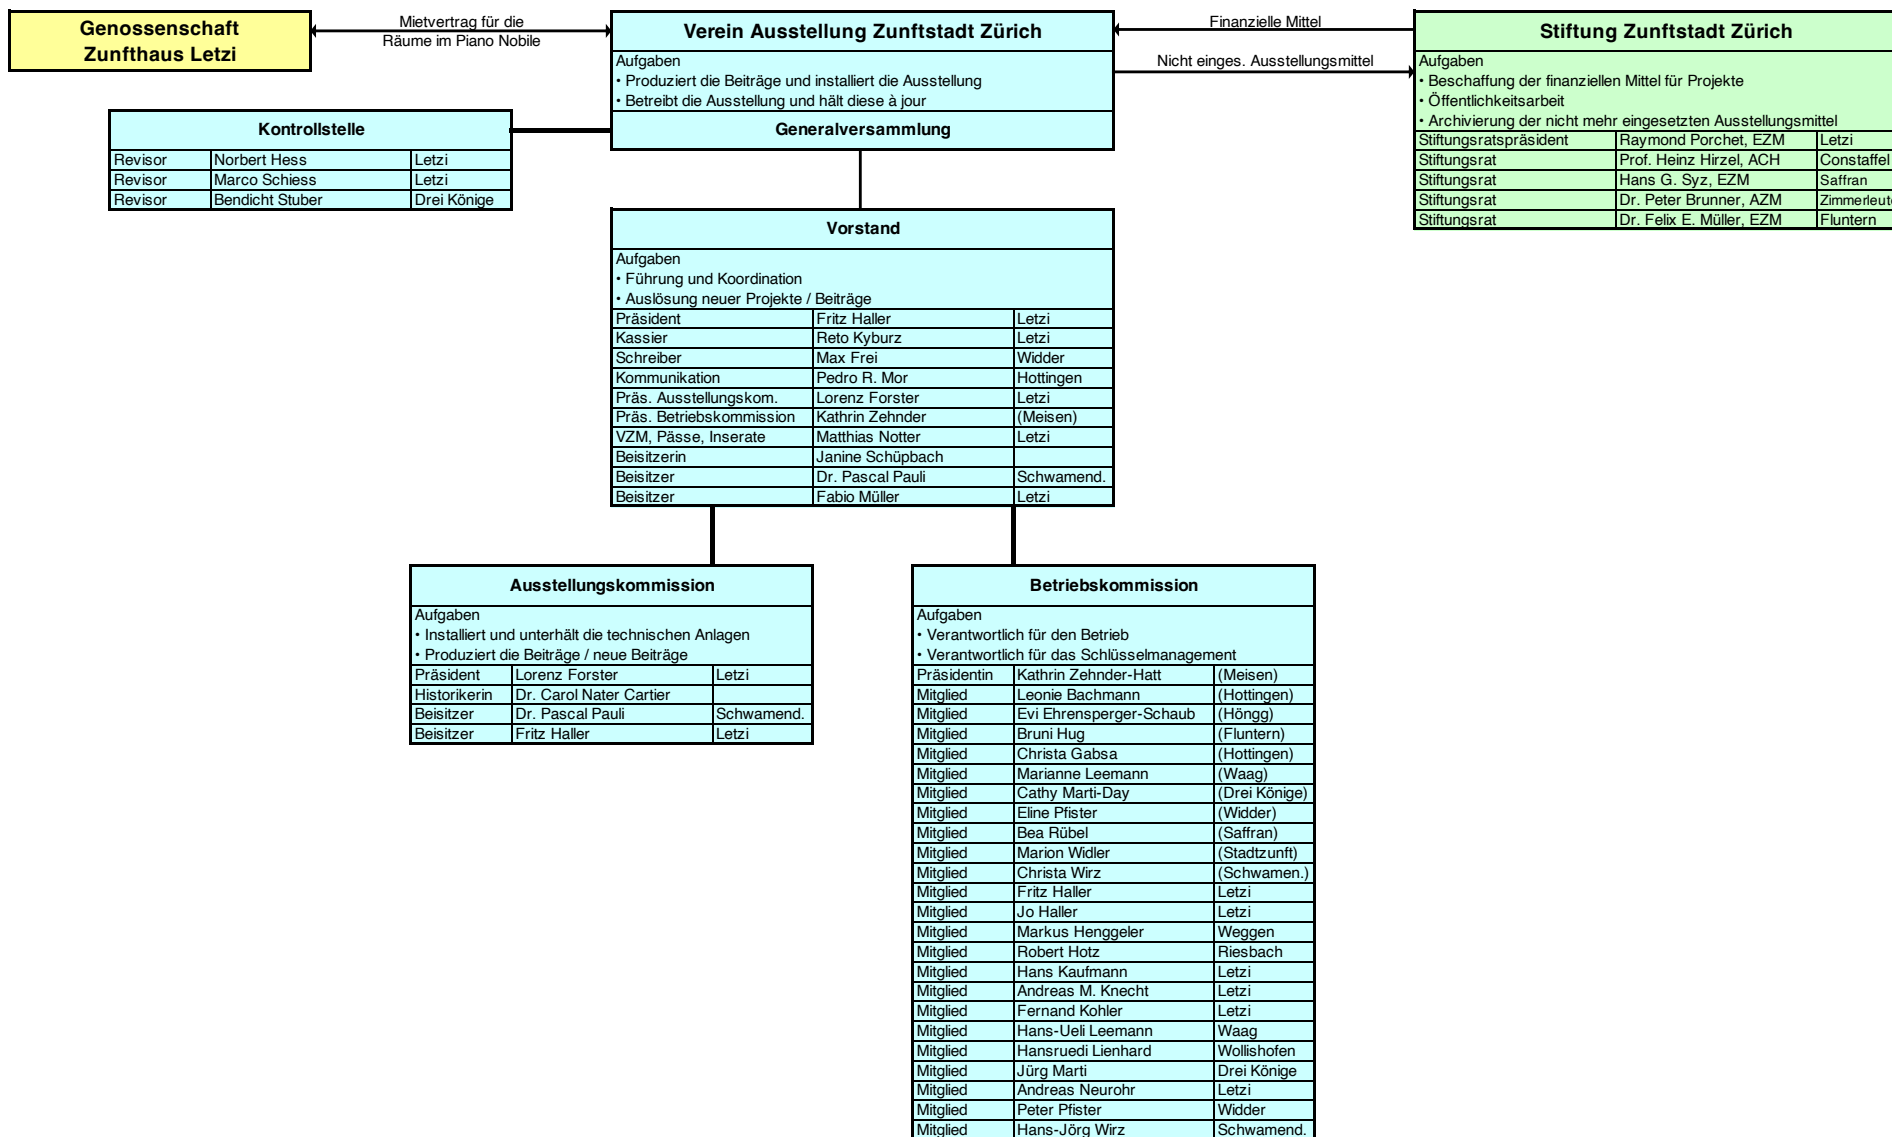 Genossenschaft
Zunfthaus Letzi
Mietvertrag für die
Räume im Piano Nobile
Verein Ausstellung Zunftstadt Zürich
Aufgaben
• Produziert die Beiträge und installiert die Ausstellung
• Betreibt die Ausstellung und hält diese à jour
Generalversammlung
Finanzielle Mittel
Nicht einges. Ausstellungsmittel
Stiftung Zunftstadt Zürich
Aufgaben
• Beschaffung der finanziellen Mittel für Projekte
• Öffentlichkeitsarbeit
• Archivierung der nicht mehr eingesetzten Ausstellungsmittel
Stiftungsratspräsident Raymond Porchet, EZM Letzi
Stiftungsrat Prof. Heinz Hirzel, ACH Constaffel
Stiftungsrat Hans G. Syz, EZM Saffran
Stiftungsrat Dr. Peter Brunner, AZM Zimmerleute
Stiftungsrat Dr. Felix E. Müller, EZM Fluntern
Kontrollstelle
Revisor Norbert Hess Letzi
Revisor Marco Schiess Letzi
Revisor Bendicht Stuber Drei Könige
Vorstand
Aufgaben
• Führung und Koordination
• Auslösung neuer Projekte / Beiträge
Präsident Fritz Haller Letzi
Kassier Reto Kyburz Letzi
Schreiber Max Frei Widder
Kommunikation Pedro R. Mor Hottingen
Präs. Ausstellungskom. Lorenz Forster Letzi
Präs. Betriebskommission Kathrin Zehnder (Meisen)
VZM, Pässe, Inserate Matthias Notter Letzi
Beisitzerin Janine Schüpbach
Beisitzer Dr. Pascal Pauli Schwamend.
Beisitzer Fabio Müller Letzi
Ausstellungskommission
Aufgaben
• Installiert und unterhält die technischen Anlagen
• Produziert die Beiträge / neue Beiträge
Präsident Lorenz Forster Letzi
Historikerin Dr. Carol Nater Cartier
Beisitzer Dr. Pascal Pauli Schwamend.
Beisitzer Fritz Haller Letzi
Betriebskommission
Aufgaben
• Verantwortlich für den Betrieb
• Verantwortlich für das Schlüsselmanagement
Präsidentin Kathrin Zehnder-Hatt (Meisen)
Mitglied Leonie Bachmann (Hottingen)
Mitglied Evi Ehrensperger-Schaub (Höngg)
Mitglied Bruni Hug (Fluntern)
Mitglied Christa Gabsa (Hottingen)
Mitglied Marianne Leemann (Waag)
Mitglied Cathy Marti-Day (Drei Könige)
Mitglied Eline Pfister (Widder)
Mitglied Bea Rübel (Saffran)
Mitglied Marion Widler (Stadtzunft)
Mitglied Christa Wirz (Schwamen.)
Mitglied Fritz Haller Letzi
Mitglied Jo Haller Letzi
Mitglied Markus Henggeler Weggen
Mitglied Robert Hotz Riesbach
Mitglied Hans Kaufmann Letzi
Mitglied Andreas M. Knecht Letzi
Mitglied Fernand Kohler Letzi
Mitglied Hans-Ueli Leemann Waag
Mitglied Hansruedi Lienhard Wollishofen
Mitglied Jürg Marti Drei Könige
Mitglied Andreas Neurohr Letzi
Mitglied Peter Pfister Widder
Mitglied Hans-Jörg Wirz Schwamend.